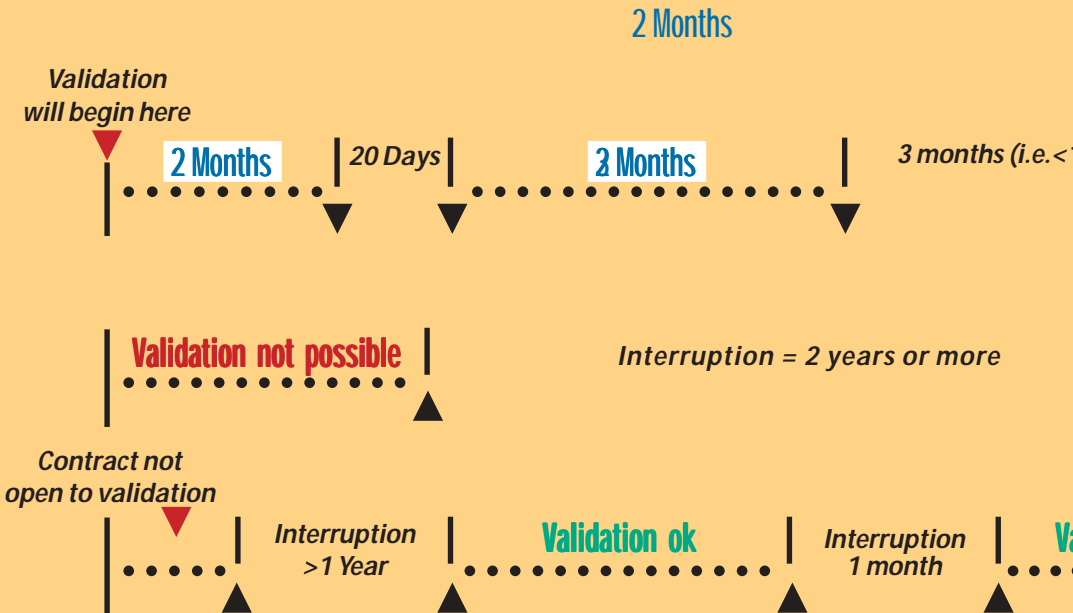 2 Months
Validation
will begin here
2 Months
20 Days
Months
3 months (i.e.<
Validation not possible
Interruption = 2 years or more
Contract not
open to validation
Interruption
>1 Year
Validation ok
Interruption
1 month